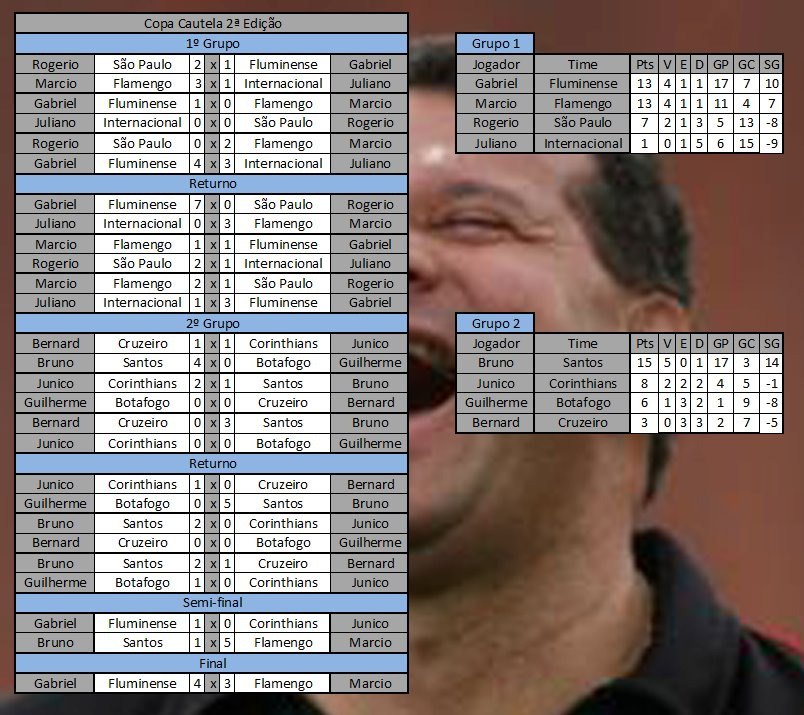 Copa Cautela 2ª Edição
1º Grupo
Rogerio São Paulo 2 x 1 Fluminense Gabriel
Marcio Flamengo 3 x 1 Internacional Juliano
Gabriel Fluminense 1 x 0 Flamengo Marcio
Juliano Internacional 0 x 0 São Paulo Rogerio
Rogerio São Paulo 0 x 2 Flamengo Marcio
Gabriel Fluminense 4 x 3 Internacional Juliano
Returno
Gabriel Fluminense 7 x 0 São Paulo Rogerio
Juliano Internacional 0 x 3 Flamengo Marcio
Marcio Flamengo 1 x 1 Fluminense Gabriel
Rogerio São Paulo 2 x 1 Internacional Juliano
Marcio Flamengo 2 x 1 São Paulo Rogerio
Juliano Internacional 1 x 3 Fluminense Gabriel
2º Grupo
Bernard Cruzeiro 1 x 1 Corinthians Junico
Bruno Santos 4 x 0 Botafogo Guilherme
Junico Corinthians 2 x 1 Santos Bruno
Guilherme Botafogo 0 x 0 Cruzeiro Bernard
Bernard Cruzeiro 0 x 3 Santos Bruno
Junico Corinthians 0 x 0 Botafogo Guilherme
Returno
Junico Corinthians 1 x 0 Cruzeiro Bernard
Guilherme Botafogo 0 x 5 Santos Bruno
Bruno Santos 2 x 0 Corinthians Junico
Bernard Cruzeiro 0 x 0 Botafogo Guilherme
Bruno Santos 2 x 1 Cruzeiro Bernard
Guilherme Botafogo 1 x 0 Corinthians Junico
Semi-final
Gabriel Fluminense 1 x 0 Corinthians Junico
Bruno Santos 1 x 5 Flamengo Marcio
Final
Gabriel Fluminense 4 x 3 Flamengo Marcio
Grupo 1
Jogador Time Pts V E D GP GC SG
Gabriel Fluminense 13 4 1 1 17 7 10
Marcio Flamengo 13 4 1 1 11 4 7
Rogerio São Paulo 7 2 1 3 5 13 -8
Juliano Internacional 1 0 1 5 6 15 -9
Grupo 2
Jogador Time Pts V E D GP GC SG
Bruno Santos 15 5 0 1 17 3 14
Junico Corinthians 8 2 2 2 4 5 -1
Guilherme Botafogo 6 1 3 2 1 9 -8
Bernard Cruzeiro 3 0 3 3 2 7 -5